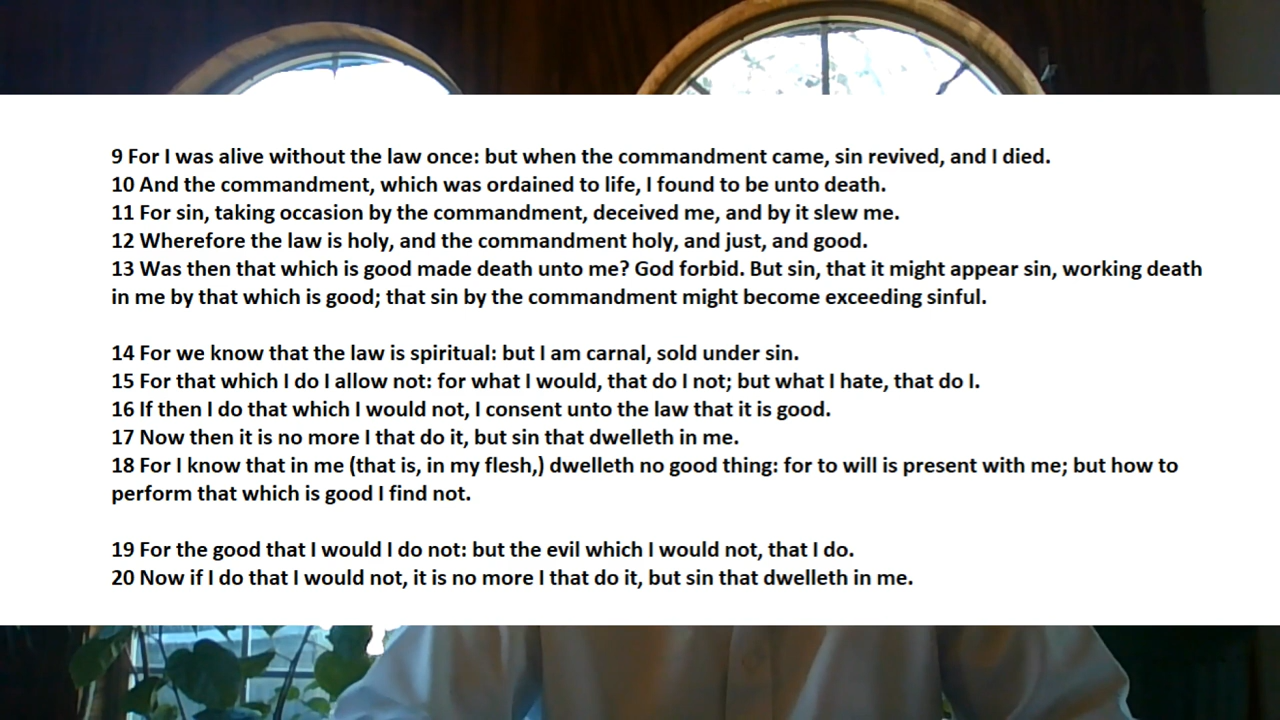 9 For I was alive without the law once: but when the commandment came, sin revived, and I died.
10 And the commandment, which was ordained to life, I found to be unto death.
11 For sin, taking occasion by the commandment, deceived me, and by it slew me.
12 Wherefore the law is holy, and the commandment holy, and just, and good.
13 Was then that which is good made death unto me? God forbid. But sin, that it might appear sin, working death
in me by that which is good; that sin by the commandment might become exceeding sinful.
14 For we know that the law is spiritual: but I am carnal, sold under sin.
15 For that which I do I allow not: for what I would, that do I not; but what I hate, that do I.
16 If then I do that which I would not, I consent unto the law that it is good.
17 Now then it is no more I that do it, but sin that dwelleth in me.
18 For I know that in me (that is, in my flesh,) dwelleth no good thing: for to will is present with me; but how to
perform that which is good I find not.
19 For the good that I would I do not: but the evil which I would not, that I do.
20 Now if I do that I would not, it is no more I that do it, but sin that dwelleth in me.